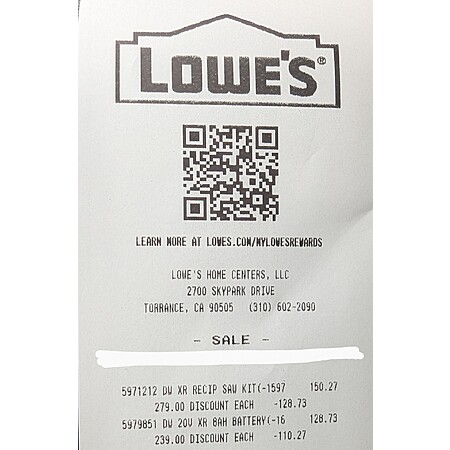 LOWE'S®
LEARN MORE AT LOWES.COM/MYLOWESREWARDS
LOWE'S HOME CENTERS, LLC
2700 SKYPARK DRIVE
TORRANCE, CA 90505 (310) 602-2090
- SALE -
5971212 DW XR RECIP SAW KIT(-1597 150.27
279.00 DISCOUNT EACH -128.73
5979851 DW 20V XR 8AH BATTERY(-16 128.73
239.00 DISCOUNT EACH -110.27